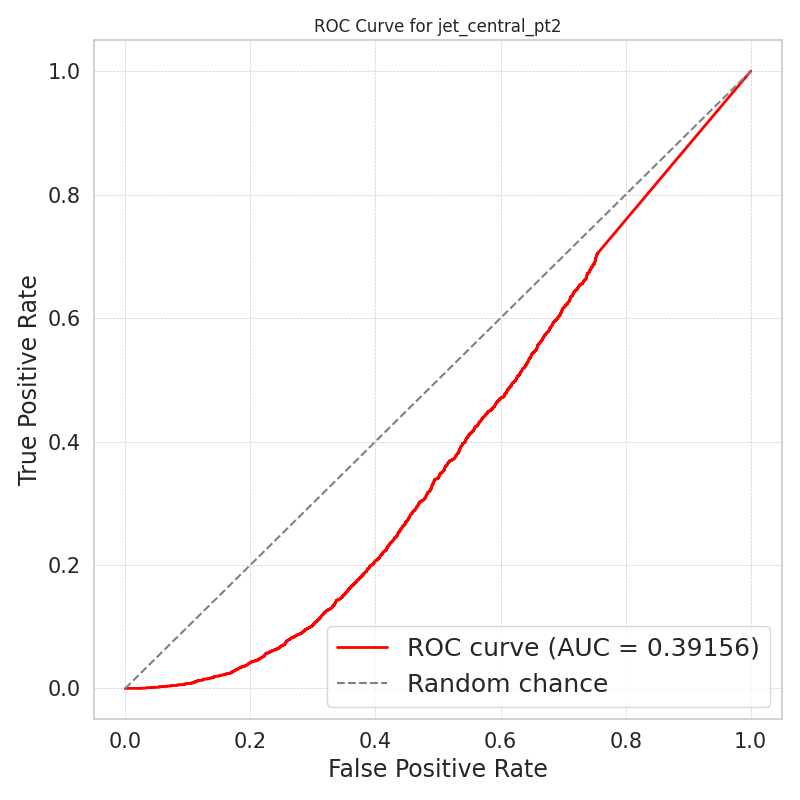 ROC Curve for jet_central_pt2
True Positive Rate
1.0
0.8
0.6
0.4
0.2
0.0
ROC curve (AUC = 0.39156)
Random chance
0.0 0.2 0.4 0.6 0.8 1.0
False Positive Rate